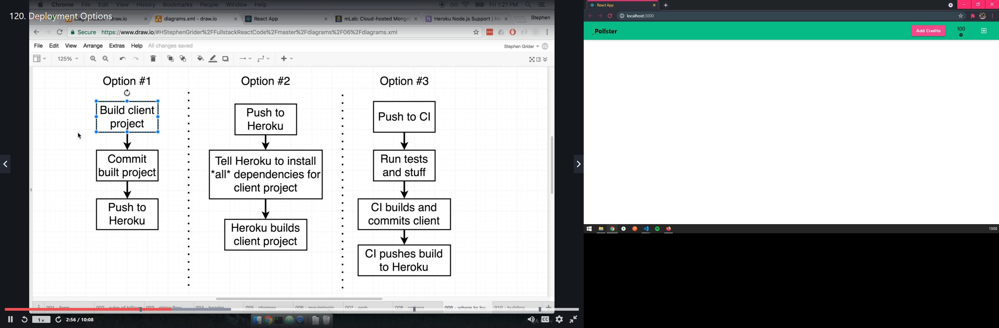 Chrome File Edit View History Bookmarks People Window Help Fri 1:21 PM
120. Deployment Options
diagrams.xml - draw.io
React App
mLab: Cloud-hosted Mongo
Heroku Node.js Support | He
Stephen
Secure https://www.draw.io/#HStephenGrider%2FFullstackReactCode%2Fmaster%2Fdiagrams%2F06%2Fdiagrams.xml
File Edit View Arrange Extras Help All changes saved
Stephen Grider
125%
Option #1
Build client
project
Commit
built project
Push to
Heroku
Option #2
Push to
Heroku
Tell Heroku to install
*all* dependencies for
client project
Heroku builds
client project
Option #3
Push to CI
Run tests
and stuff
CI builds and
commits client
CI pushes build
to Heroku
001 - form
002 - rules of billing
003 - stripe flow
004 - header
005 - charges
006 - requirelogin
007 - arch
008 - options
009 - where to bu...
010 - building
1x
2:56 / 10:08
CC
React App
localhost:3000
_Pollster
Add Credits
100
13:03